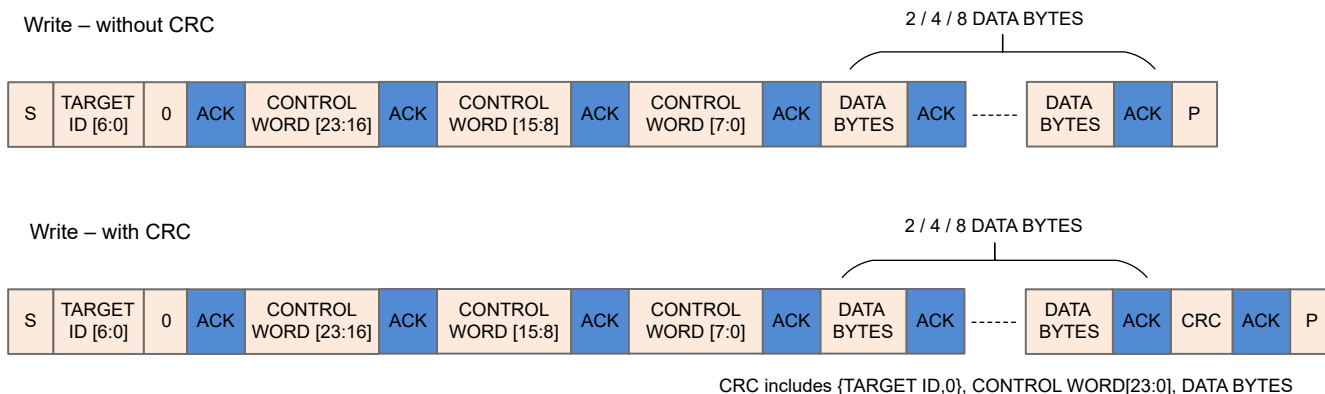 Write – without CRC
2 / 4 / 8 DATA BYTES
S TARGET ID [6:0] 0 ACK CONTROL WORD [23:16] ACK CONTROL WORD [15:8] ACK CONTROL WORD [7:0] ACK DATA BYTES ACK ------ DATA BYTES ACK P
Write – with CRC
2 / 4 / 8 DATA BYTES
S TARGET ID [6:0] 0 ACK CONTROL WORD [23:16] ACK CONTROL WORD [15:8] ACK CONTROL WORD [7:0] ACK DATA BYTES ACK ------ DATA BYTES ACK CRC ACK P
CRC includes {TARGET ID,0}, CONTROL WORD[23:0], DATA BYTES